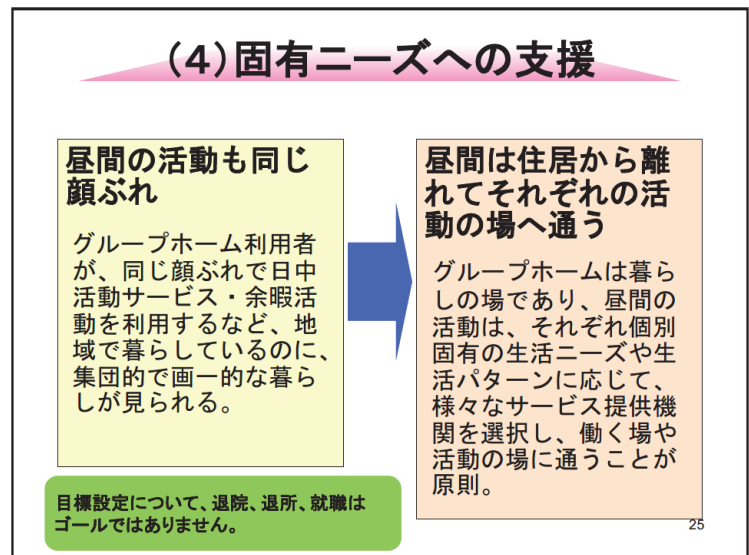 （４）固有ニーズへの支援
昼間の活動も同じ
顔ぶれ
グループホーム利用者
が、同じ顔ぶれで日中
活動サービス・余暇活
動を利用するなど、地
域で暮らしているのに、
集団的で画一的な暮ら
しが見られる。
昼間は住居から離
れてそれぞれの活
動の場へ通う
グループホームは暮ら
しの場であり、昼間の
活動は、それぞれ個別
固有の生活ニーズや生
活パターンに応じて、
様々なサービス提供機
関を選択し、働く場や
活動の場に通うことが
原則。
目標設定について、退院、退所、就職は
ゴールではありません。
25